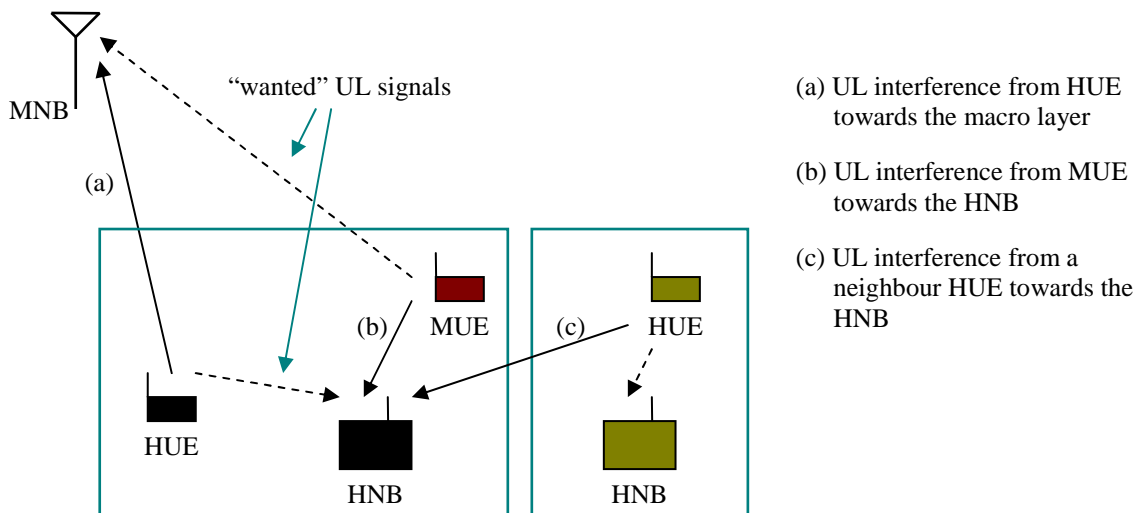 “wanted” UL signals
MNB
(a)
(b)
MUE
(c)
HUE
HUE
HNB
HNB
(a) UL interference from HUE
towards the macro layer
(b) UL interference from MUE
towards the HNB
(c) UL interference from a
neighbour HUE towards the
HNB